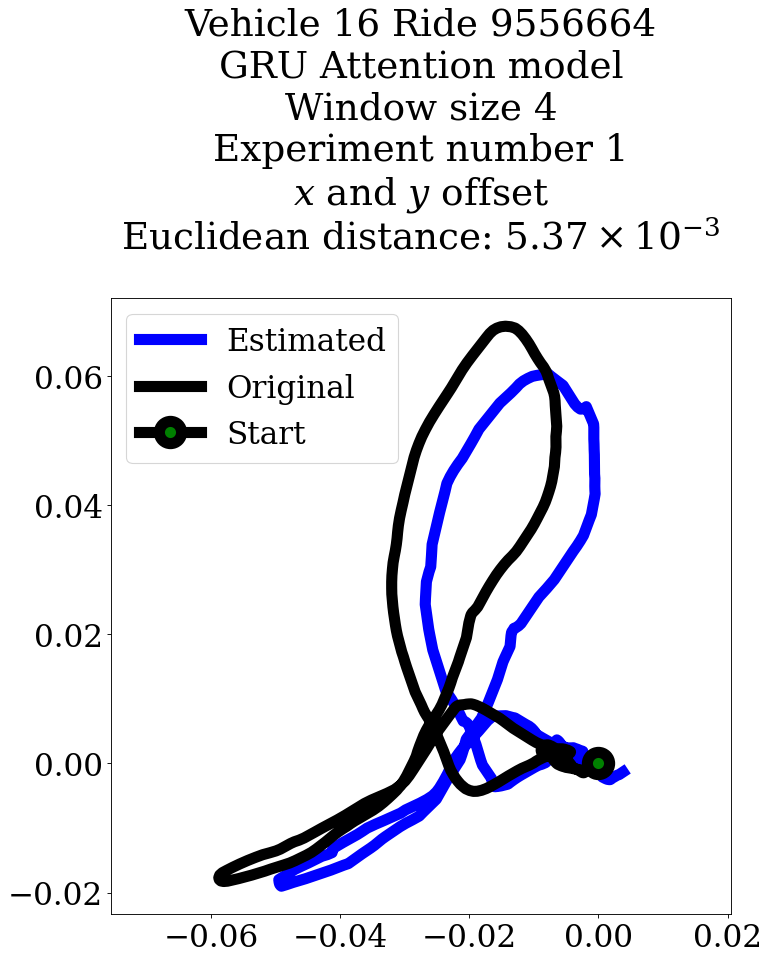 Vehicle 16 Ride 9556664
GRU Attention model
Window size 4
Experiment number 1
x and y offset
Euclidean distance: 5.37 × 10⁻³
Estimated
Original
Start
0.06
0.04
0.02
0.00
−0.02
−0.06 −0.04 −0.02 0.00 0.02